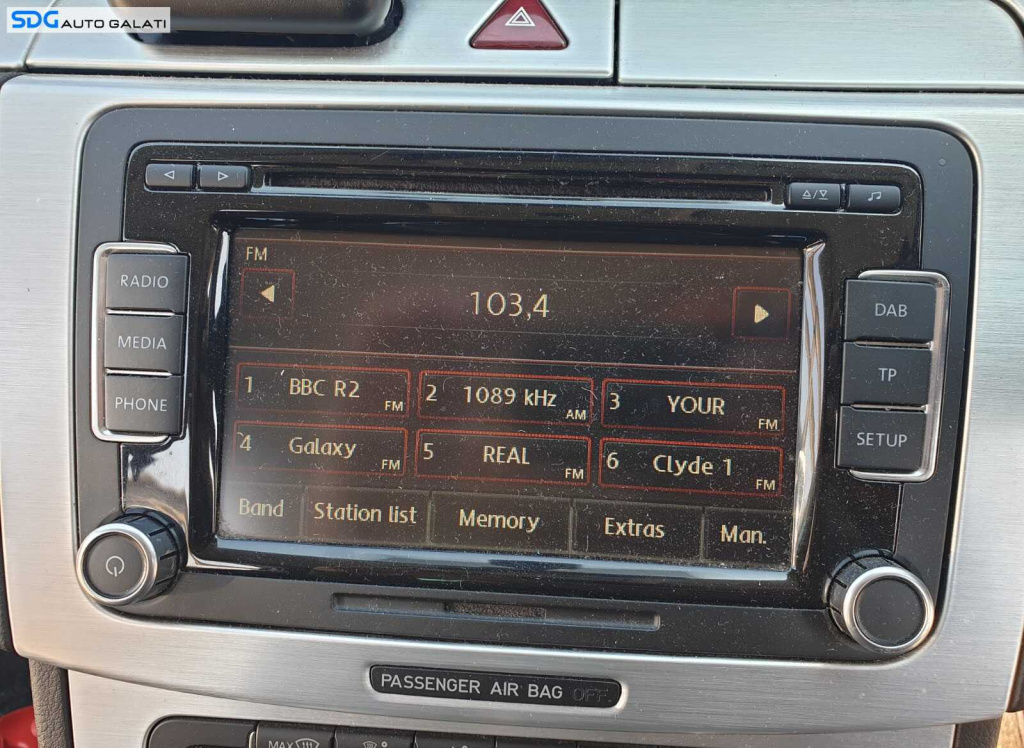 SDG AUTO GALATI
RADIO
MEDIA
PHONE
FM
103,4
1 BBC R2 FM
2 1089 kHz AM
3 YOUR FM
4 Galaxy FM
5 REAL FM
6 Clyde 1 FM
Band Station list Memory Extras Man.
DAB
TP
SETUP
PASSENGER AIR BAG OFF
MAX